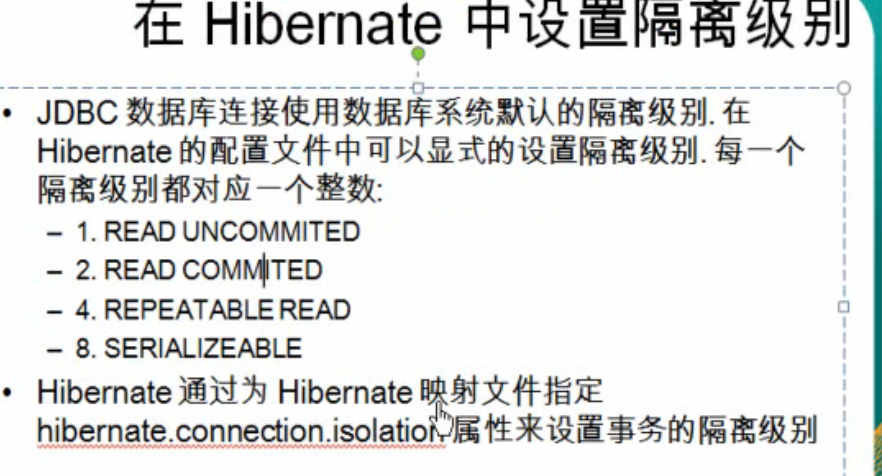 在 Hibernate 中设置隔离级别
• JDBC 数据库连接使用数据库系统默认的隔离级别. 在
Hibernate 的配置文件中可以显式的设置隔离级别. 每一个
隔离级别都对应一个整数:
– 1. READ UNCOMMITED
– 2. READ COMMITED
– 4. REPEATABLE READ
– 8. SERIALIZEABLE
• Hibernate 通过为 Hibernate 映射文件指定
hibernate.connection.isolation 属性来设置事务的隔离级别